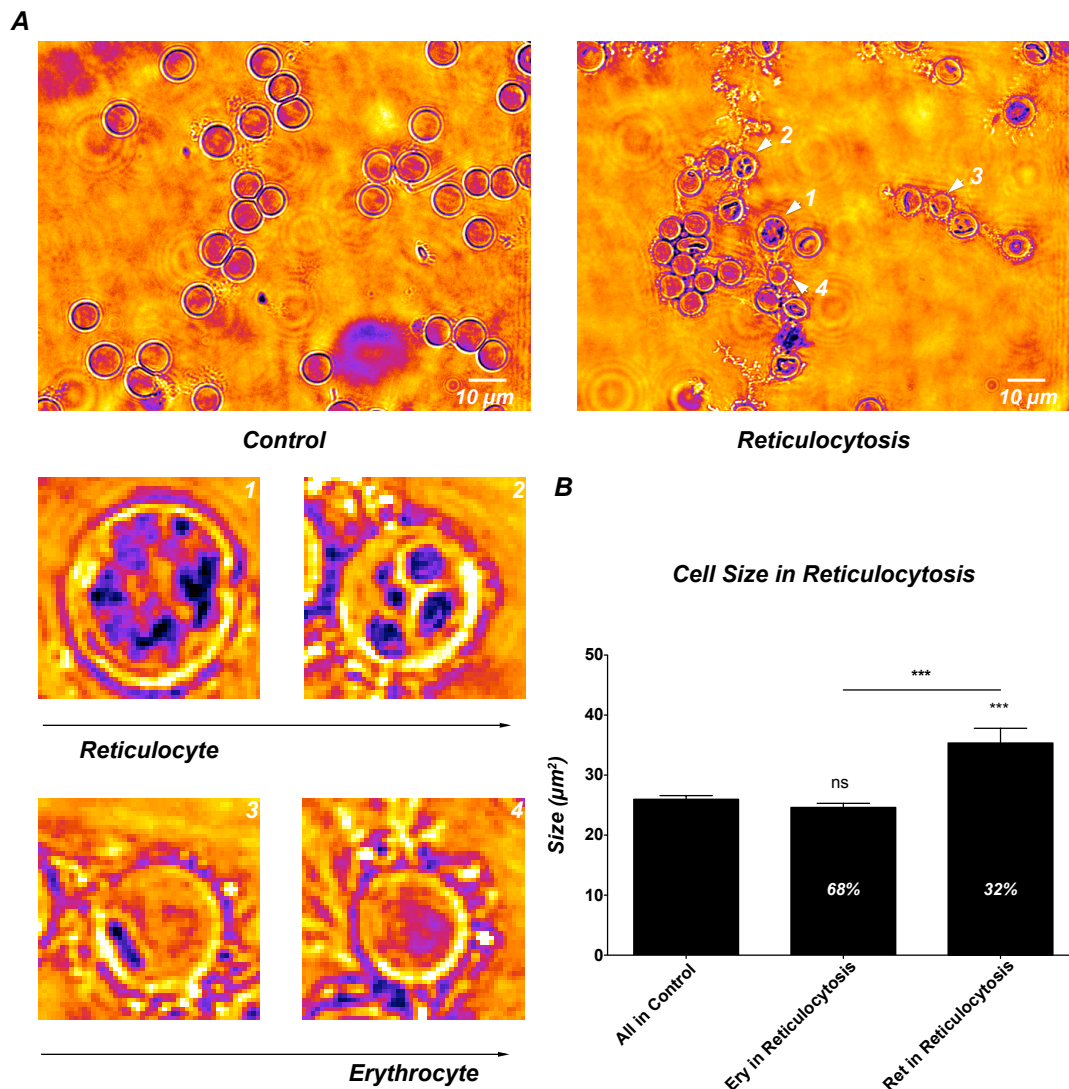 A
2
1
3
4
10 µm
10 µm
Control
Reticulocytosis
1
2
B
Reticulocyte
Cell Size in Reticulocytosis
3
4
Erythrocyte
Size (µm²)
50
40
30
20
10
0
***
***
ns
68%
32%
All in Control
Ery in Reticulocytosis
Ret in Reticulocytosis